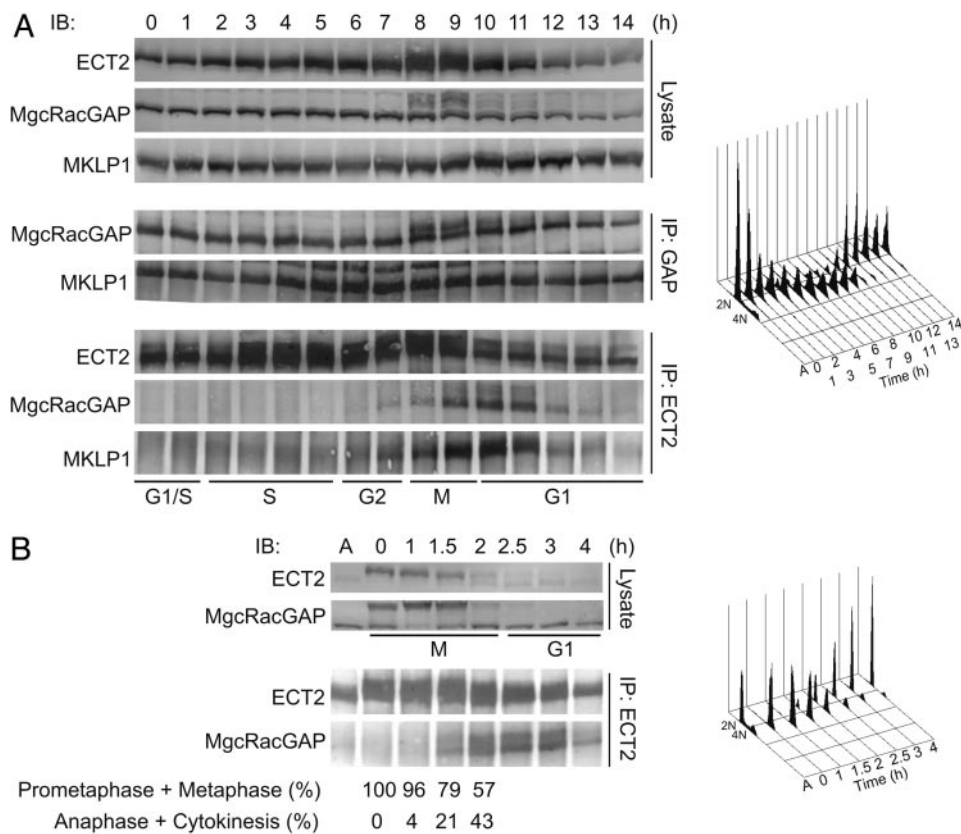 A
IB: 0 1 2 3 4 5 6 7 8 9 10 11 12 13 14 (h)
ECT2
MgcRacGAP
MKLP1
Lysate
MgcRacGAP
MKLP1
IP: GAP
ECT2
MgcRacGAP
MKLP1
IP: ECT2
G1/S S G2 M G1
2N
4N
A 0 2 4 6 8 10 12 14
1 3 5 7 9 11 13
Time (h)
B
IB: A 0 1 1.5 2 2.5 3 4 (h)
ECT2
MgcRacGAP
Lysate
M G1
ECT2
MgcRacGAP
IP: ECT2
Prometaphase + Metaphase (%) 100 96 79 57
Anaphase + Cytokinesis (%) 0 4 21 43
2N
4N
A 0 1 1.5 2 2.5 3 4
Time (h)